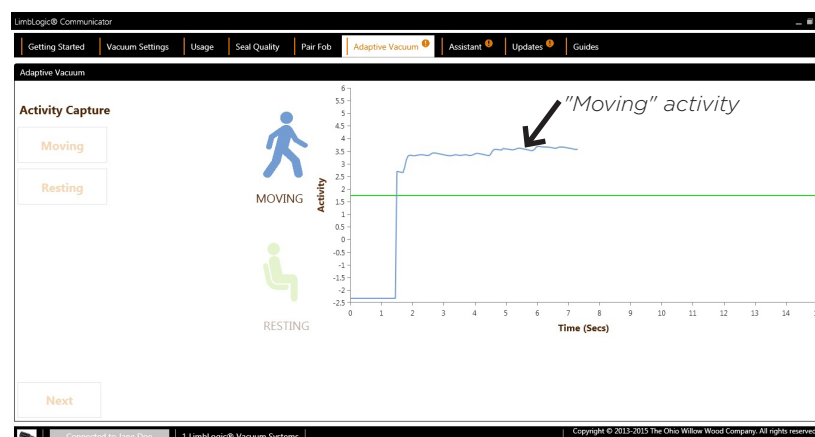 LimbLogic® Communicator
Getting Started Vacuum Settings Usage Seal Quality Pair Fob Adaptive Vacuum Assistant Updates Guides
Adaptive Vacuum
Activity Capture
Moving
Resting
MOVING
RESTING
"Moving" activity
Activity
6
5.5
5
4.5
4
3.5
3
2.5
2
1.5
1
0.5
0
-0.5
-1
-1.5
-2
-2.5
0 1 2 3 4 5 6 7 8 9 10 11 12 13 14
Time (Secs)
Next
Connected to Jane Doe 1 LimbLogic® Vacuum Systems Copyright © 2013-2015 The Ohio Willow Wood Company. All rights reserved